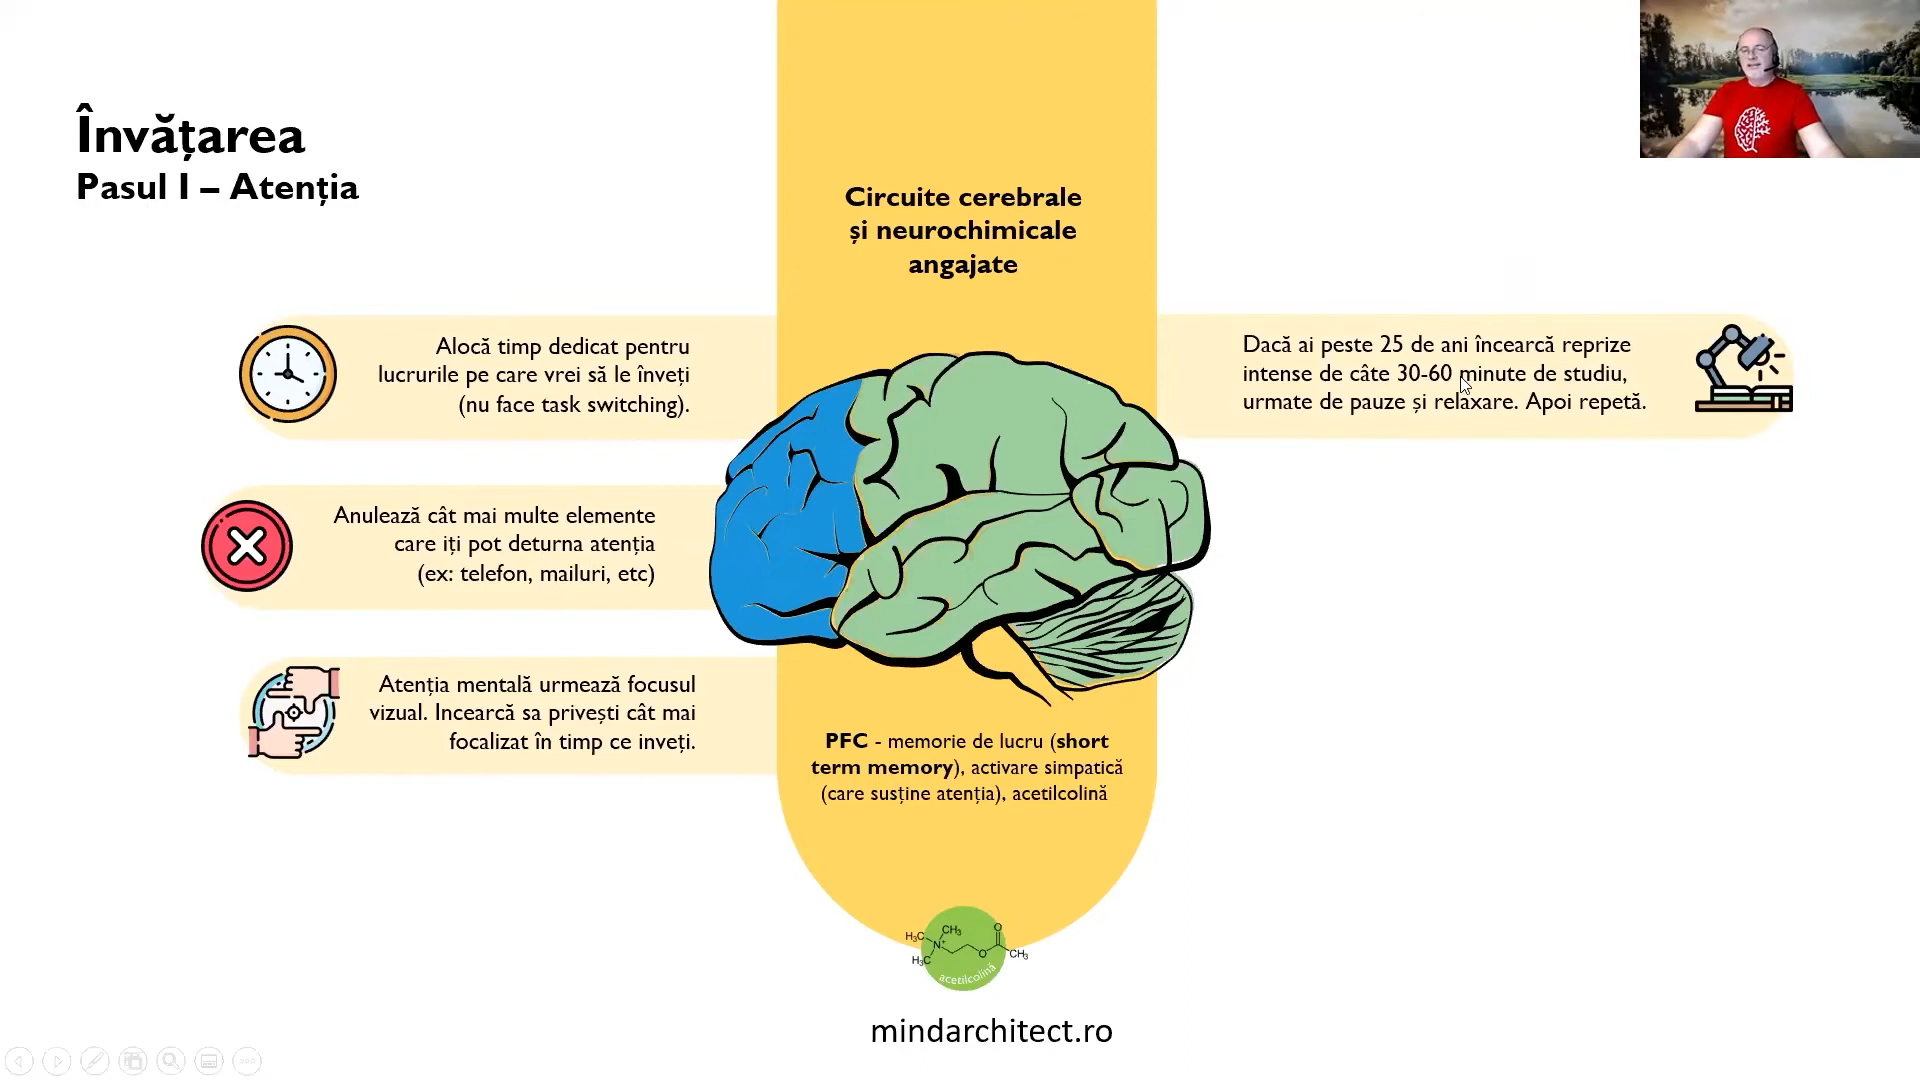 Învățarea
Pasul I – Atenția
Circuite cerebrale
și neurochimicale
angajate
Alocă timp dedicat pentru
lucrurile pe care vrei să le înveți
(nu face task switching).
Anulează cât mai multe elemente
care iți pot deturna atenția
(ex: telefon, mailuri, etc)
Atenția mentală urmează focusul
vizual. Incearcă sa privești cât mai
focalizat în timp ce inveți.
Dacă ai peste 25 de ani încearcă reprize
intense de câte 30-60 minute de studiu,
urmate de pauze și relaxare. Apoi repetă.
PFC - memorie de lucru (short
term memory), activare simpatică
(care susține atenția), acetilcolină
H₃C CH₃ O
N⁺
H₃C O CH₃
acetilcolină
mindarchitect.ro